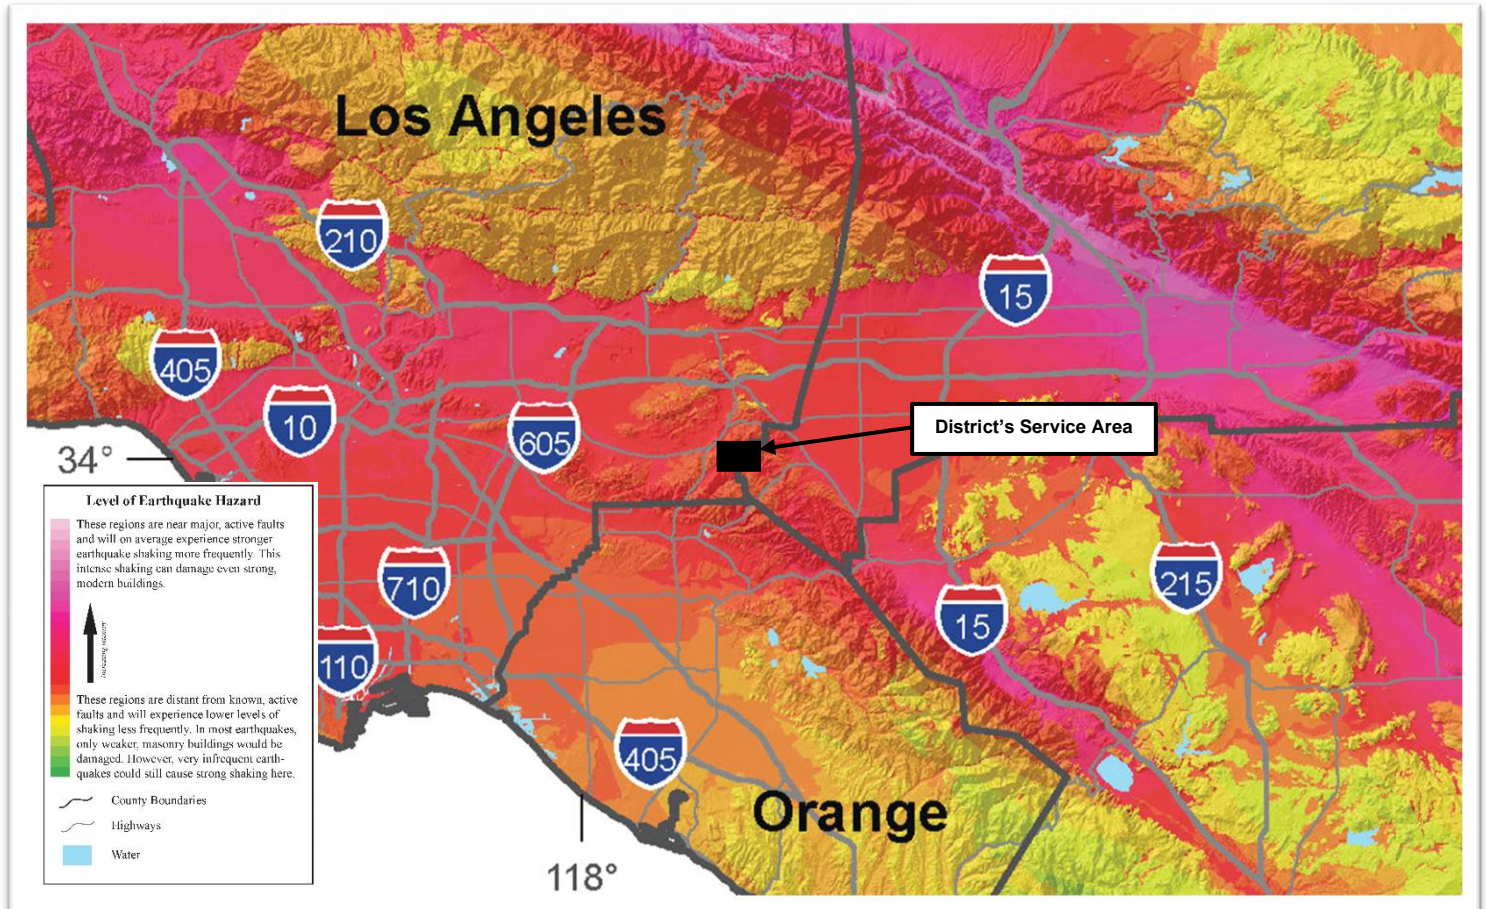 Los Angeles
210
15
405
10
605
District's Service Area
34°
Level of Earthquake Hazard
These regions are near major, active faults
and will on average experience stronger
earthquake shaking more frequently. This
intense shaking can damage even strong,
modern buildings.
Increasing intensity
These regions are distant from known, active
faults and will experience lower levels of
shaking less frequently. In most earthquakes,
only weaker, masonry buildings would be
damaged. However, very infrequent earth-
quakes could still cause strong shaking here.
County Boundaries
Highways
Water
710
110
215
15
405
Orange
118°